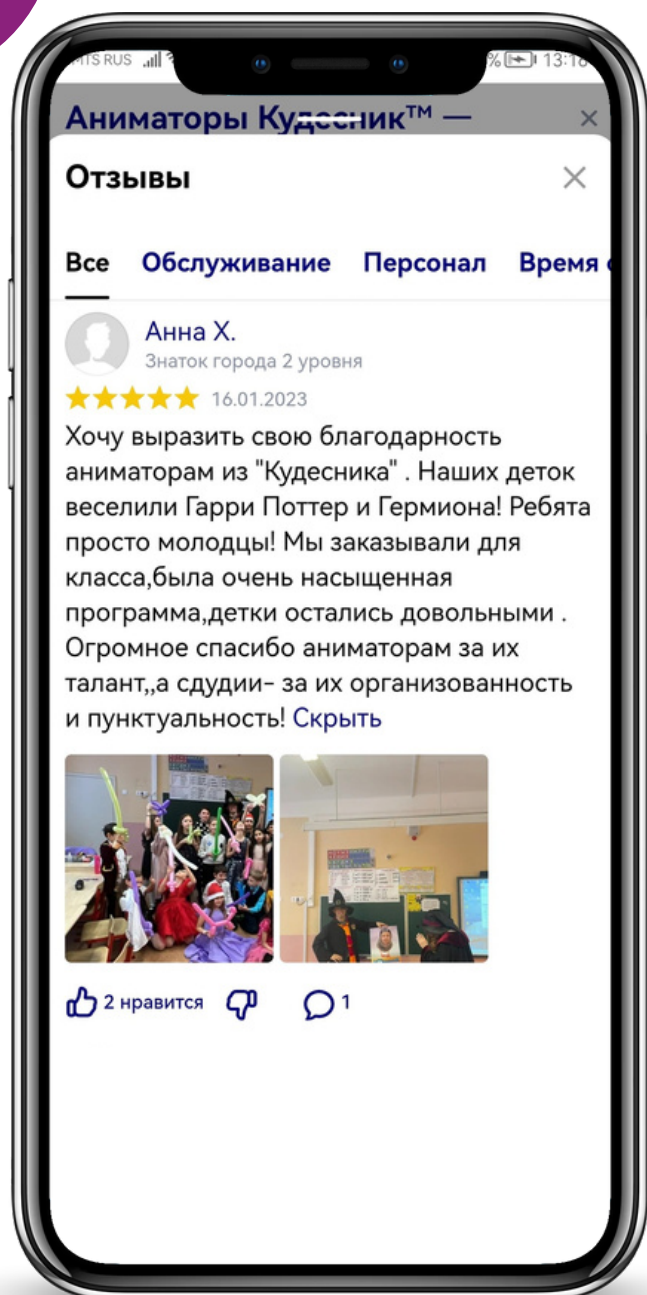 MTS RUS
% 13:16
Аниматоры Кудесник™ —
Отзывы
Все Обслуживание Персонал Время
Анна Х.
Знаток города 2 уровня
16.01.2023
Хочу выразить свою благодарность
аниматорам из "Кудесника" . Наших деток
веселили Гарри Поттер и Гермиона! Ребята
просто молодцы! Мы заказывали для
класса,была очень насыщенная
программа,детки остались довольными .
Огромное спасибо аниматорам за их
талант,,а сдудии- за их организованность
и пунктуальность! Скрыть
2 нравится 1